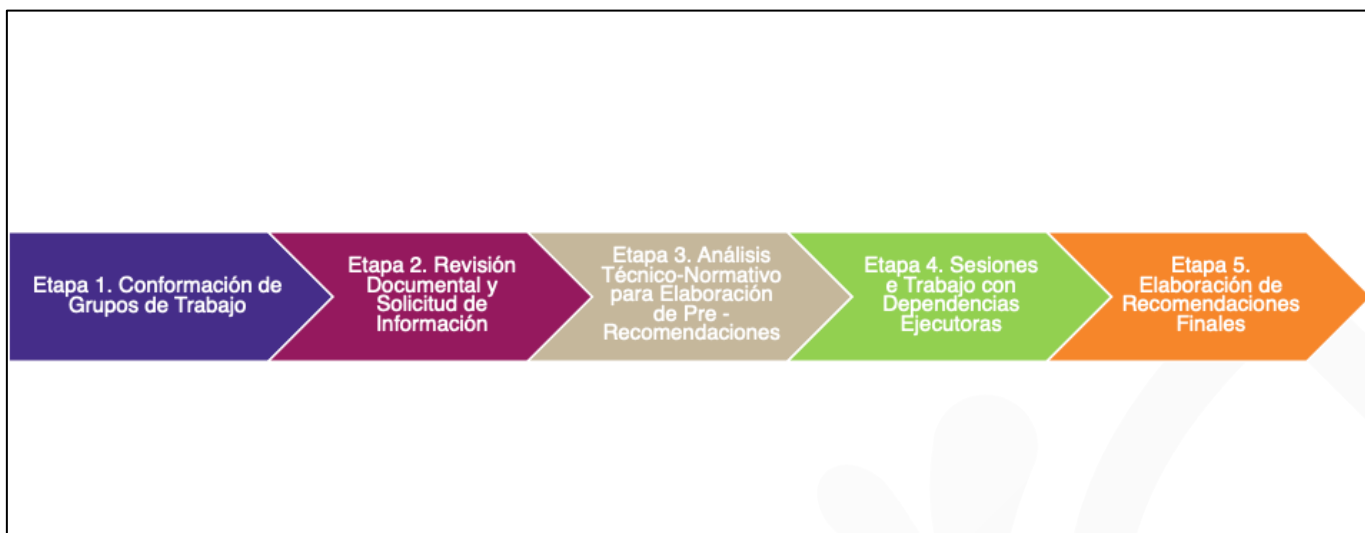 Etapa 1. Conformación de
Grupos de Trabajo
Etapa 2. Revisión
Documental y
Solicitud de
Información
Etapa 3. Análisis
Técnico-Normativo
para Elaboración
de Pre -
Recomendaciones
Etapa 4. Sesiones
e Trabajo con
Dependencias
Ejecutoras
Etapa 5.
Elaboración de
Recomendaciones
Finales